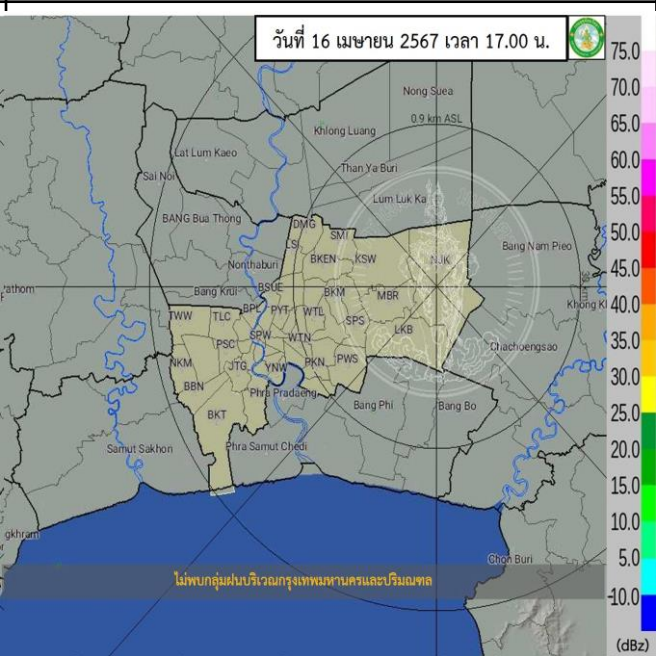 วันที่ 16 เมษายน 2567 เวลา 17.00 น.
75.0
Nong Suea
70.0
0.9 km ASL
Khlong Luang
65.0
Lat Lum Kaeo
Than Ya Buri
60.0
Sai Noi
Lum Luk Ka
55.0
BANG Bua Thong
DMG
SMI
50.0
LSI
Bang Nam Pieo
BKEN
KSW
NJK
Nonthaburi
45.0
BSUE
Bang Krui
BKM
MBR
40.0
TWW
TLC
BPL
PYT
WTL
SPS
LKB
35.0
SPW
WTN
PSC
Chachoengsao
NKM
JTG
YNW
PKN
PWS
30.0
BBN
Phra Pradaeng
BKT
Bang Phi
Bang Bo
25.0
Samut Sakhon
Phra Samut Chedi
20.0
15.0
gkhram
10.0
Chon Buri
5.0
ไม่พบกลุ่มฝนบริเวณกรุงเทพมหานครและปริมณฑล
-10.0
(dBz)